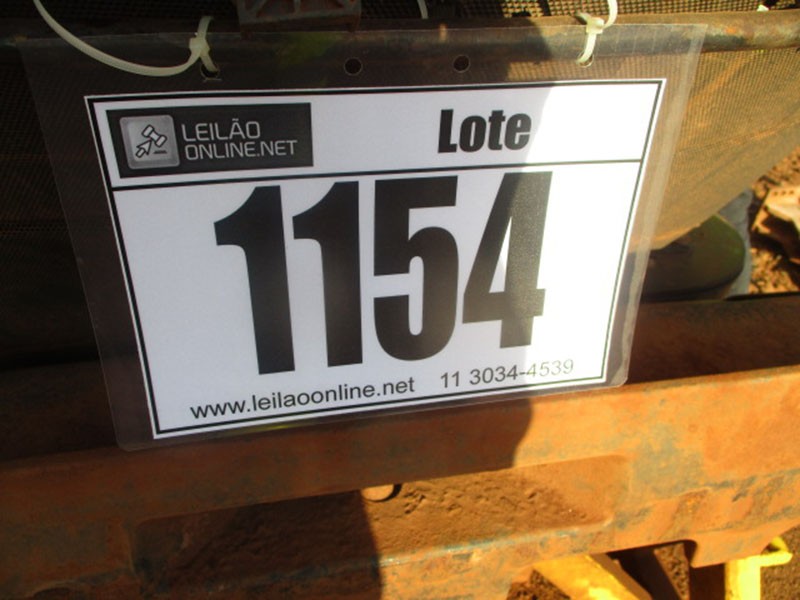 LEILÃO
ONLINE.NET
Lote
1154
www.leilaoonline.net 11 3034-4539